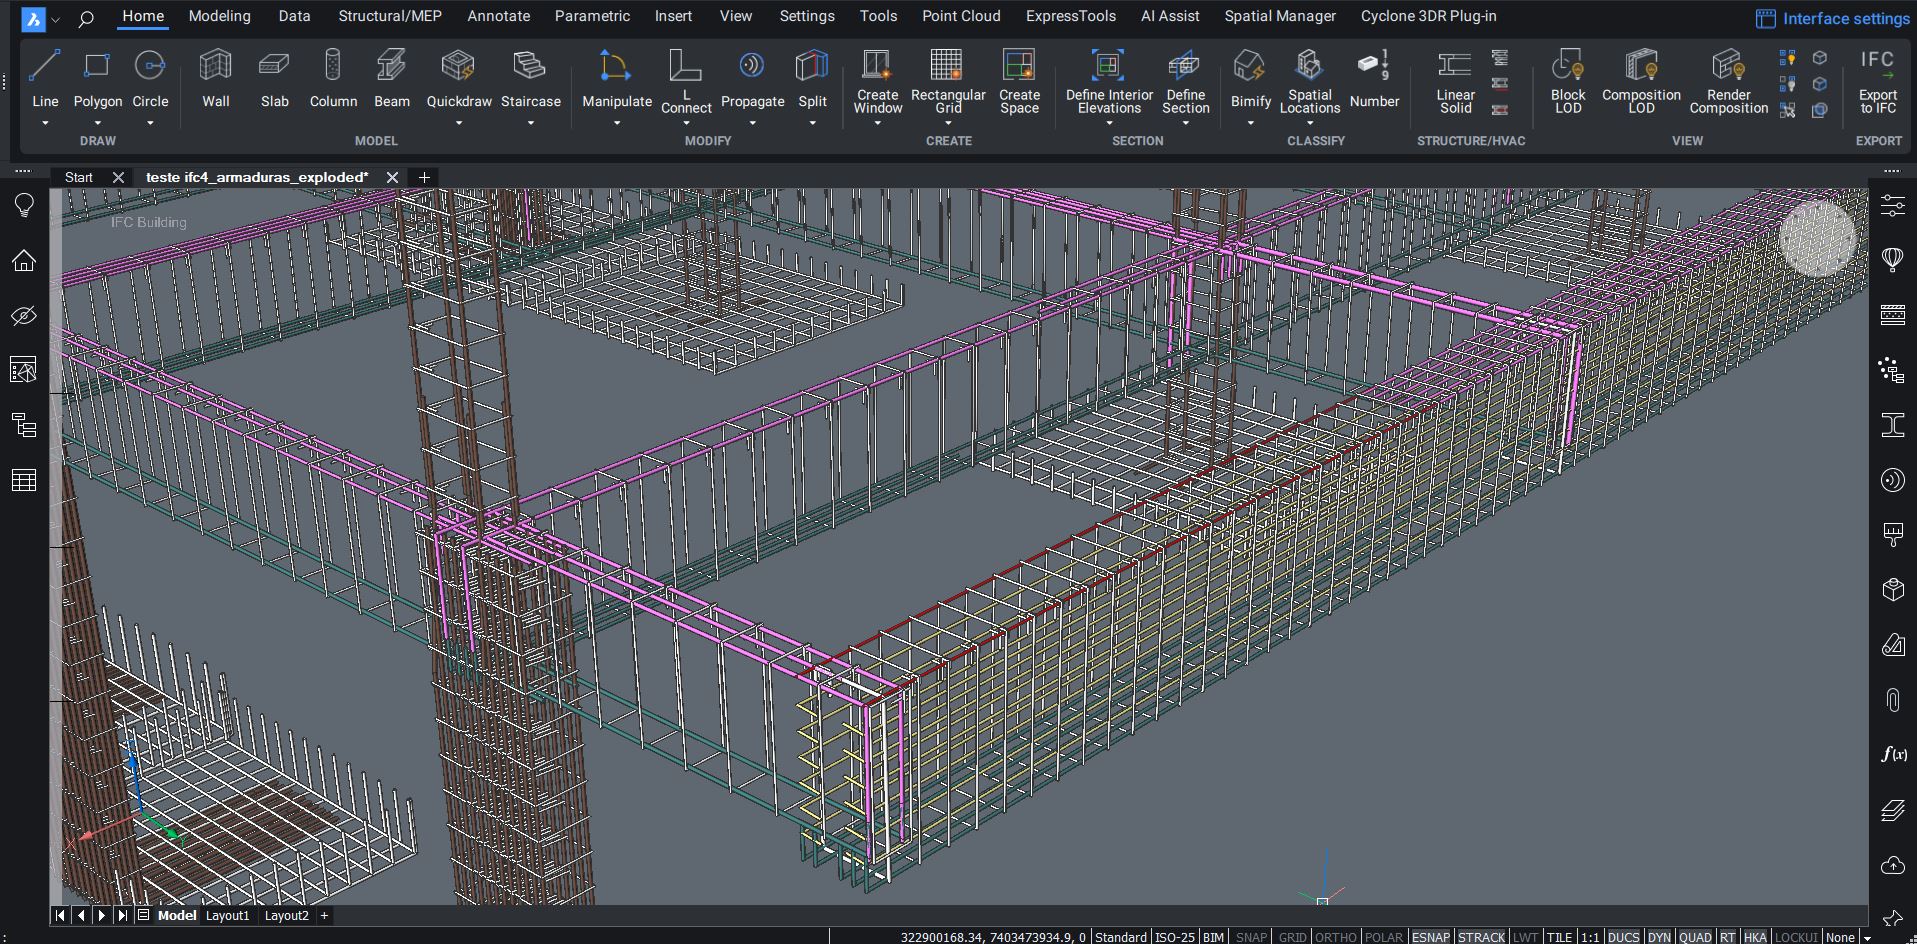 Home Modeling Data Structural/MEP Annotate Parametric Insert View Settings Tools Point Cloud ExpressTools AI Assist Spatial Manager Cyclone 3DR Plug-in Interface settings
Line Polygon Circle Wall Slab Column Beam Quickdraw Staircase Manipulate L Connect Propagate Split Create Window Rectangular Grid Create Space Define Interior Elevations Define Section Bimify Spatial Locations 1 9 Number Linear Solid Block LOD Composition LOD Render Composition IFC Export to IFC
DRAW MODEL MODIFY CREATE SECTION CLASSIFY STRUCTURE/HVAC VIEW EXPORT
Start teste ifc4_armaduras_exploded*
IFC Building
f(x)
X Y
Model Layout1 Layout2 +
322900168.34, 7403473934.9, 0 Standard ISO-25 BIM SNAP GRID ORTHO POLAR ESNAP STRACK LWT TILE 1:1 DUCS DYN QUAD RT HKA LOCKUI None